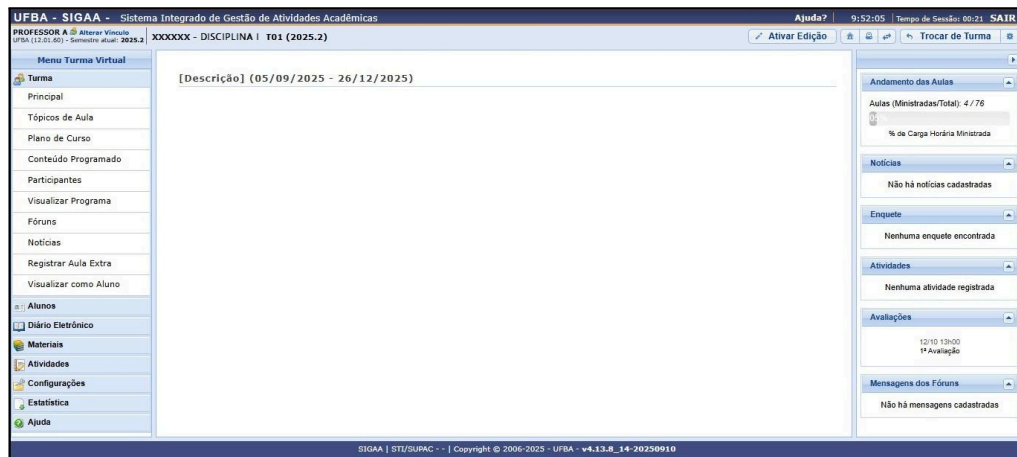 UFBA - SIGAA - Sistema Integrado de Gestão de Atividades Acadêmicas
Ajuda? | 9:52:05 | Tempo de Sessão: 00:21 SAIR
PROFESSOR A Alterar Vínculo
UFBA (12.01.60) - Semestre atual: 2025.2
XXXXXX - DISCIPLINA I T01 (2025.2)
Ativar Edição
Trocar de Turma
Menu Turma Virtual
Turma
Principal
Tópicos de Aula
Plano de Curso
Conteúdo Programado
Participantes
Visualizar Programa
Fóruns
Notícias
Registrar Aula Extra
Visualizar como Aluno
Alunos
Diário Eletrônico
Materiais
Atividades
Configurações
Estatística
Ajuda
[Descrição] (05/09/2025 - 26/12/2025)
Andamento das Aulas
Aulas (Ministradas/Total): 4 / 76
% de Carga Horária Ministrada
Notícias
Não há notícias cadastradas
Enquete
Nenhuma enquete encontrada
Atividades
Nenhuma atividade registrada
Avaliações
12/10 13h00
1ª Avaliação
Mensagens dos Fóruns
Não há mensagens cadastradas
SIGAA | STI/SUPAC - - | Copyright © 2006-2025 - UFBA - v4.13.8_14-20250910